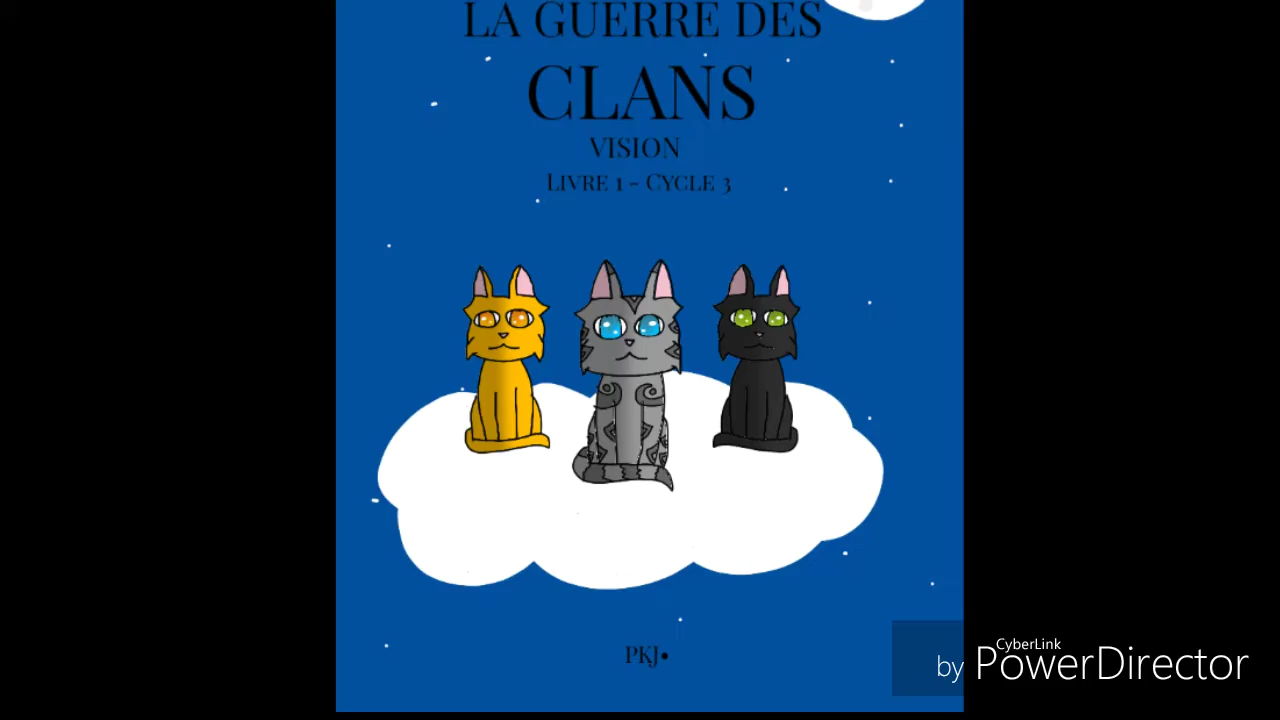 LA GUERRE DES
CLANS
VISION
LIVRE 1 - CYCLE 3
PKJ•
CyberLink
by PowerDirector